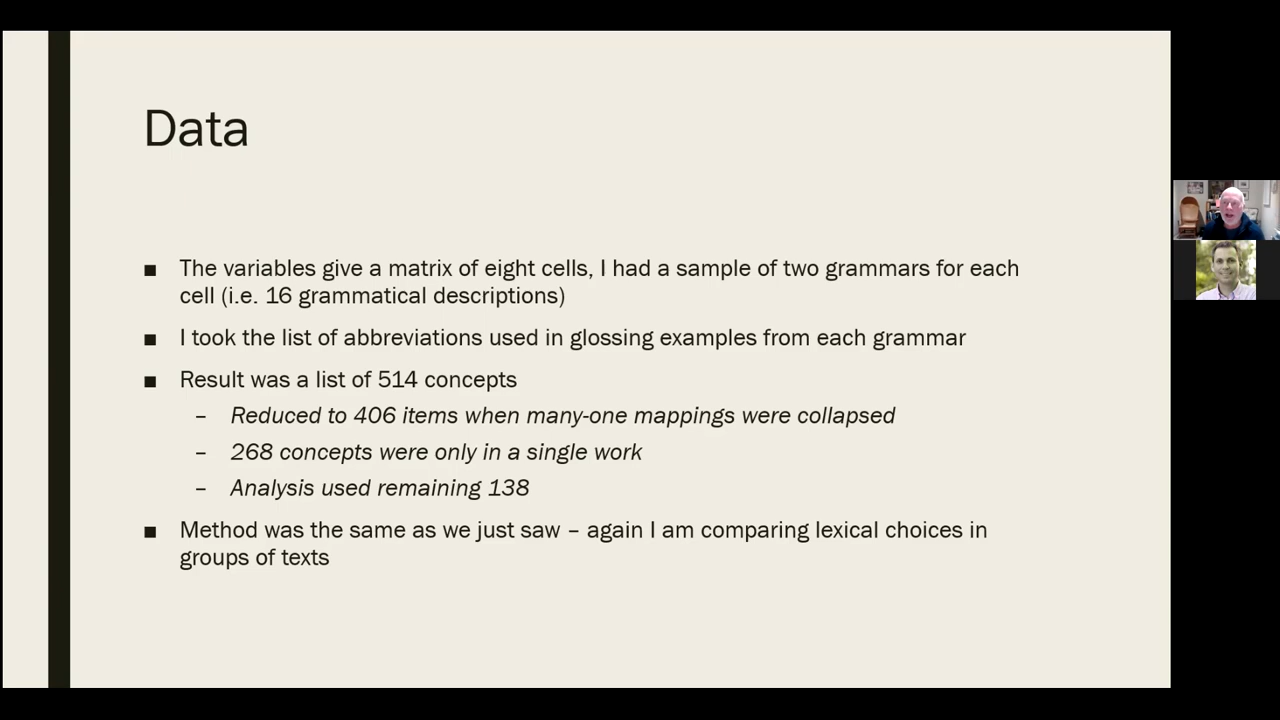 Data
■ The variables give a matrix of eight cells, I had a sample of two grammars for each
cell (i.e. 16 grammatical descriptions)
■ I took the list of abbreviations used in glossing examples from each grammar
■ Result was a list of 514 concepts
– Reduced to 406 items when many-one mappings were collapsed
– 268 concepts were only in a single work
– Analysis used remaining 138
■ Method was the same as we just saw – again I am comparing lexical choices in
groups of texts